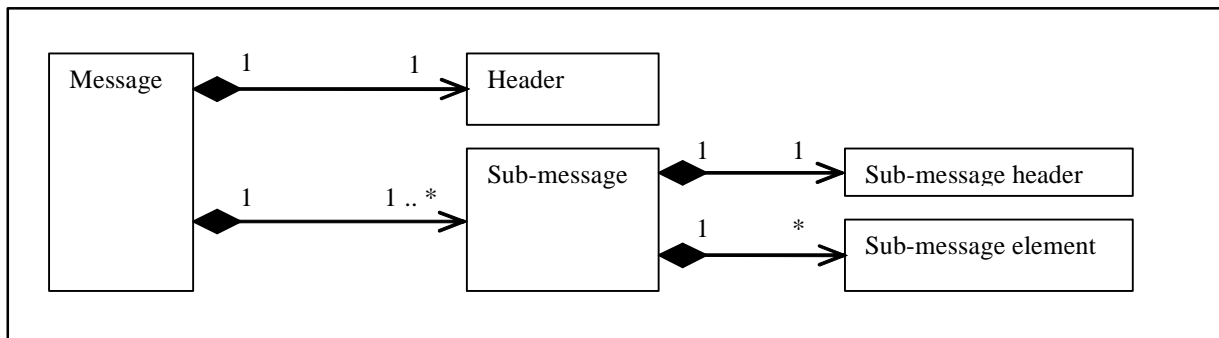 1
1
Message
Header
1
1
Sub-message
Sub-message header
1
1 .. *
1
*
Sub-message element